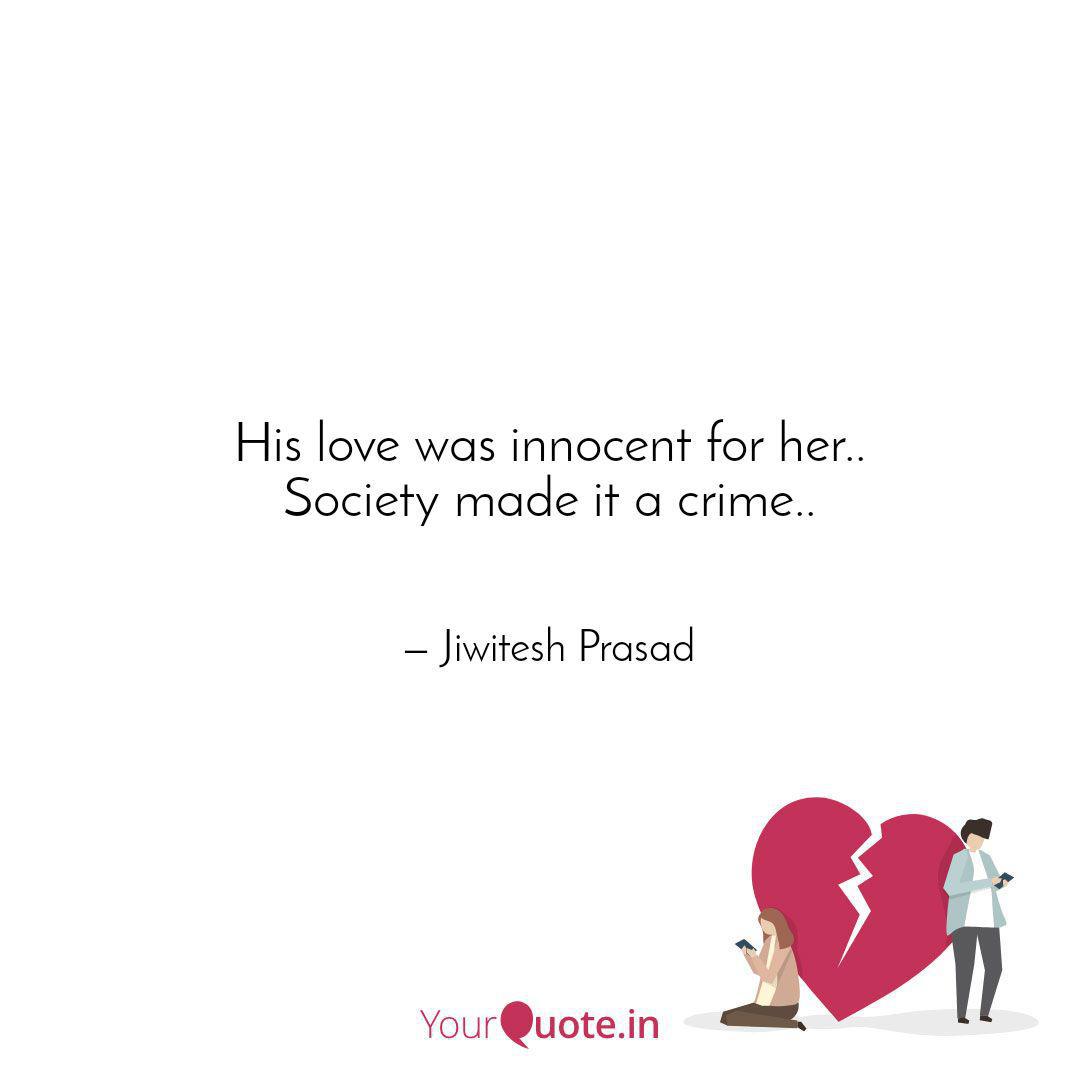 His love was innocent for her..
Society made it a crime..
– Jiwitesh Prasad
YourQuote.in